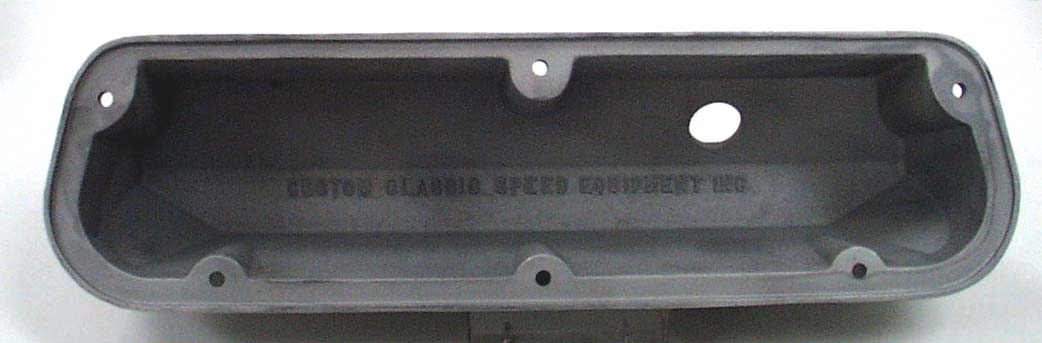 CUSTOM CLASSIC SPEED EQUIPMENT INC.